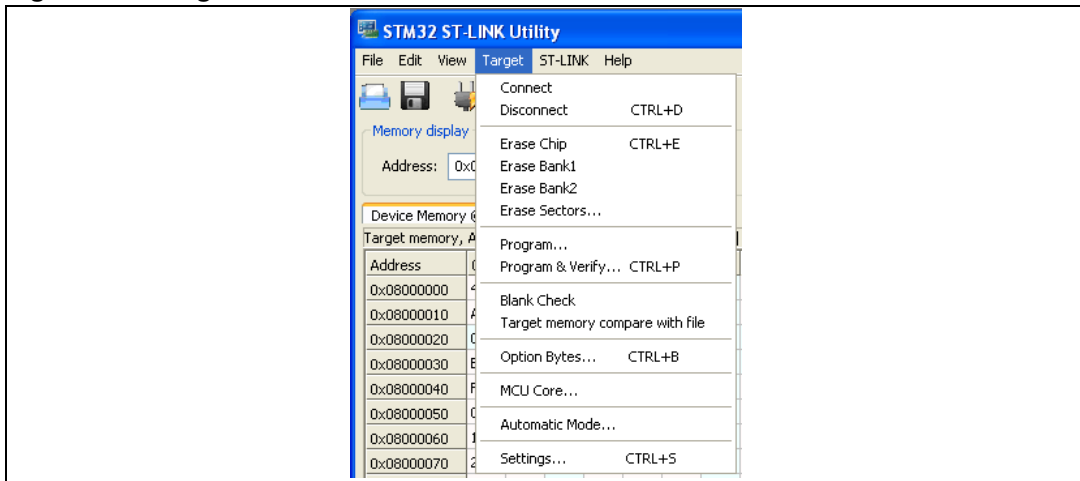 STM32 ST-LINK Utility
File Edit View Target ST-LINK Help
Connect
Disconnect CTRL+D
Memory display
Erase Chip CTRL+E
Address: 0x
Erase Bank1
Erase Bank2
Device Memory
Erase Sectors...
Target memory, A
Program...
Address
Program & Verify... CTRL+P
0x08000000
Blank Check
0x08000010
Target memory compare with file
0x08000020
Option Bytes... CTRL+B
0x08000030
0x08000040
MCU Core...
0x08000050
Automatic Mode...
0x08000060
0x08000070
Settings... CTRL+S